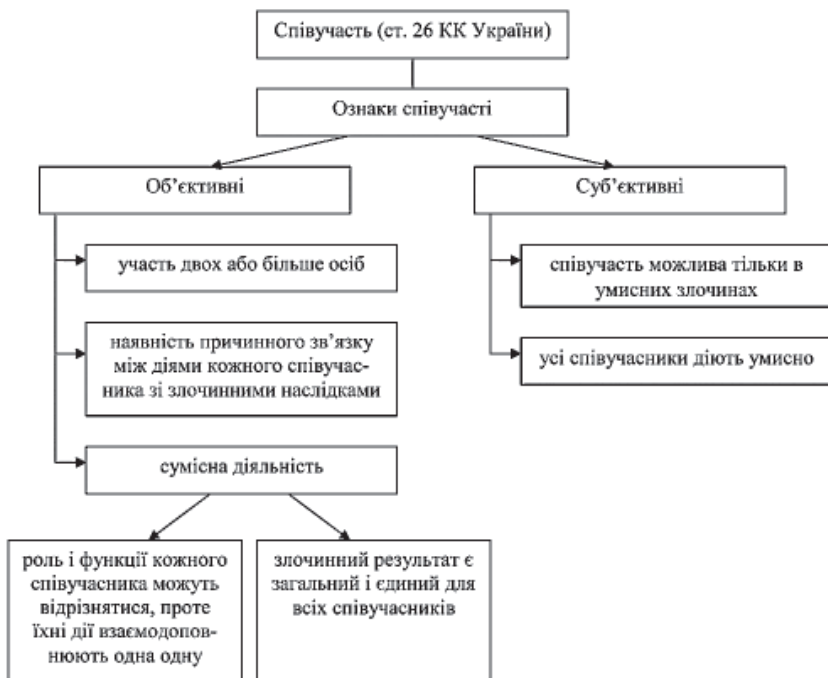 Співучасть (ст. 26 КК України)
Ознаки співучасті
Об’єктивні
участь двох або більше осіб
наявність причинного зв’язку
між діями кожного співучас-
ника зі злочинними наслідками
сумісна діяльність
роль і функції кожного
співучасника можуть
відрізнятися, проте
їхні дії взаємодопов-
нюють одна одну
злочинний результат є
загальний і єдиний для
всіх співучасників
Суб’єктивні
співучасть можлива тільки в
умисних злочинах
усі співучасники діють умисно